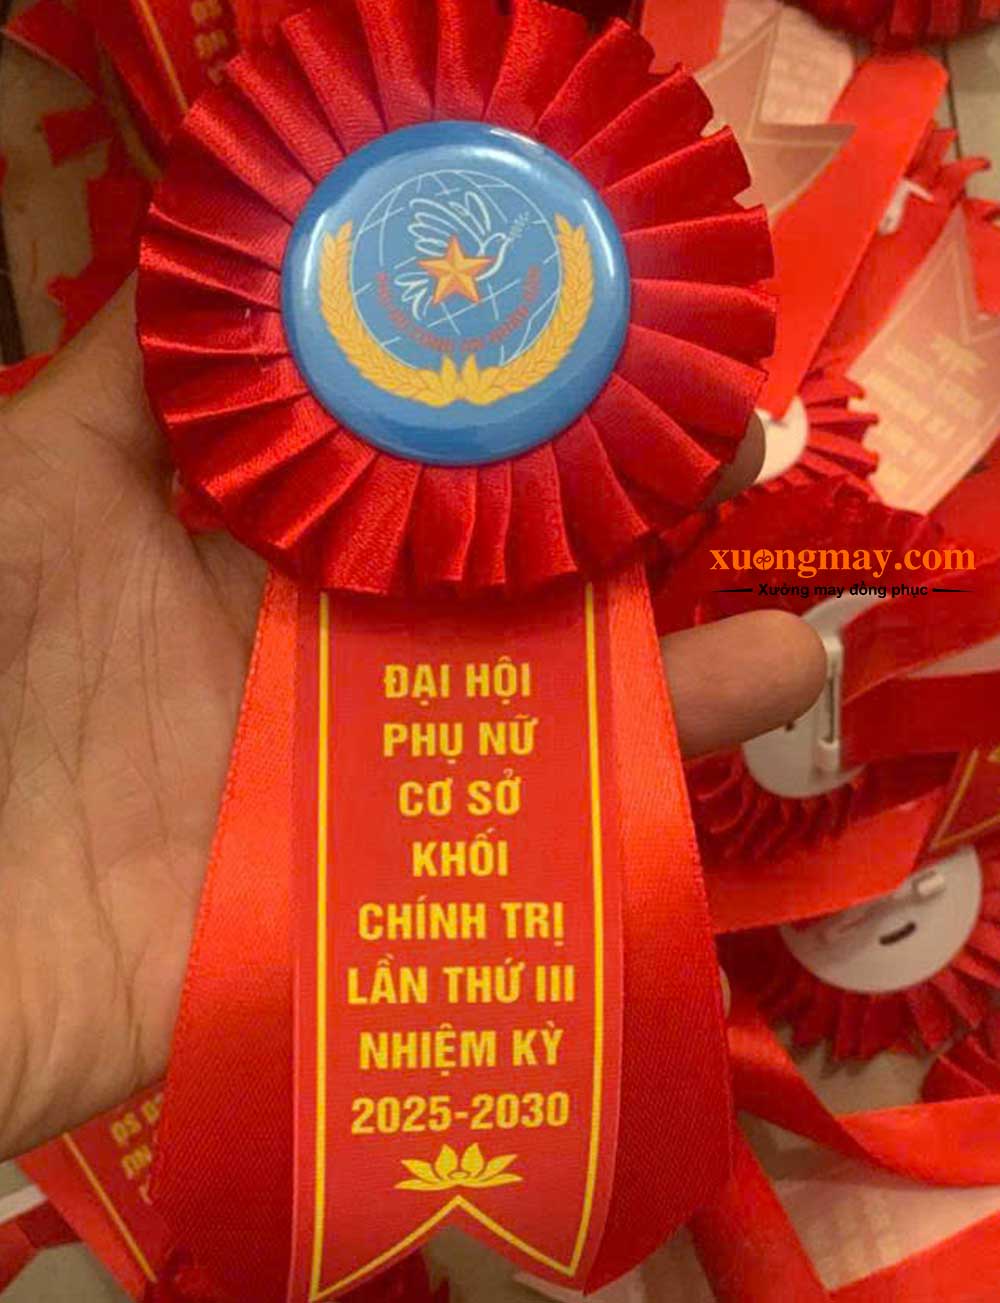 xuongmay.com
Xưởng may đồng phục
ĐẠI HỘI
PHỤ NỮ
CƠ SỞ
KHỐI
CHÍNH TRỊ
LẦN THỨ III
NHIỆM KỲ
2025-2030